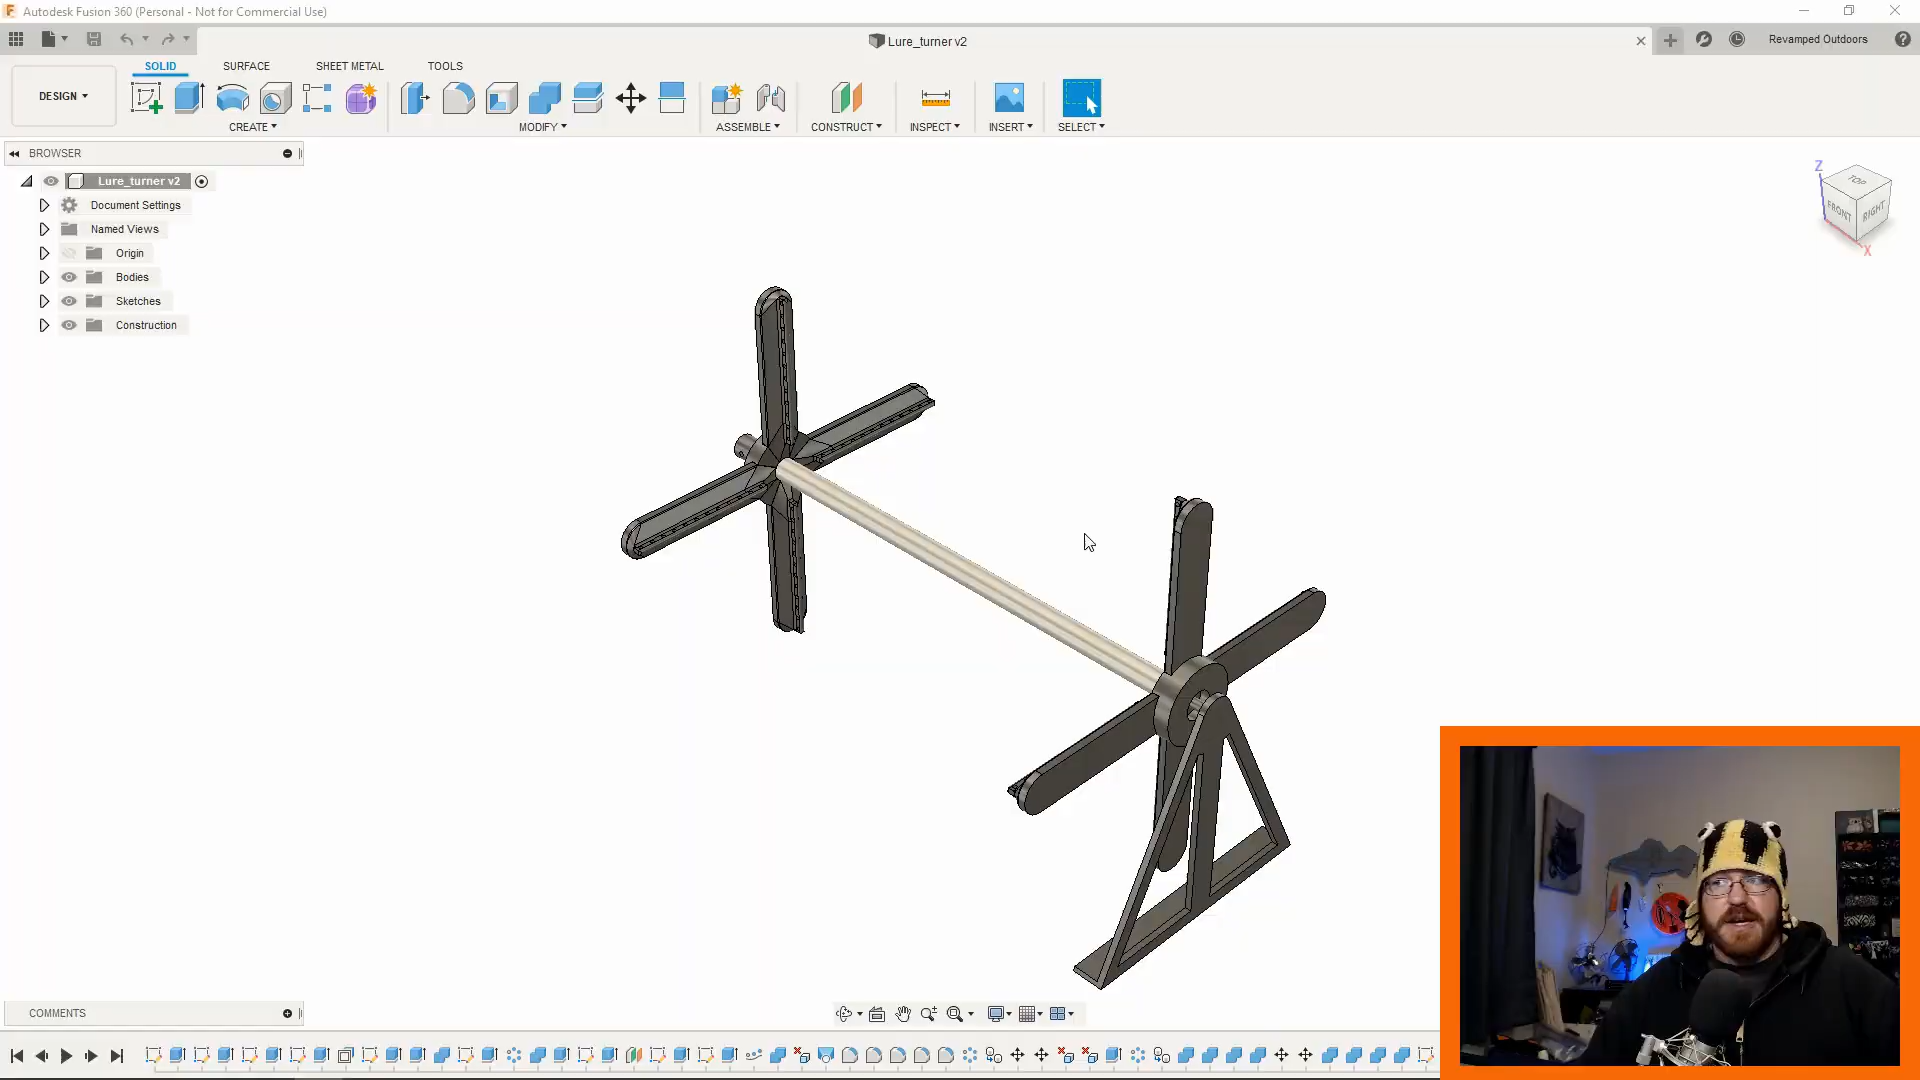 Autodesk Fusion 360 (Personal - Not for Commercial Use)
Lure_turner v2
Revamped Outdoors
SOLID SURFACE SHEET METAL TOOLS
DESIGN
CREATE MODIFY ASSEMBLE CONSTRUCT INSPECT INSERT SELECT
BROWSER
Lure_turner v2
Document Settings
Named Views
Origin
Bodies
Sketches
Construction
Z
TOP
FRONT
RIGHT
X
COMMENTS